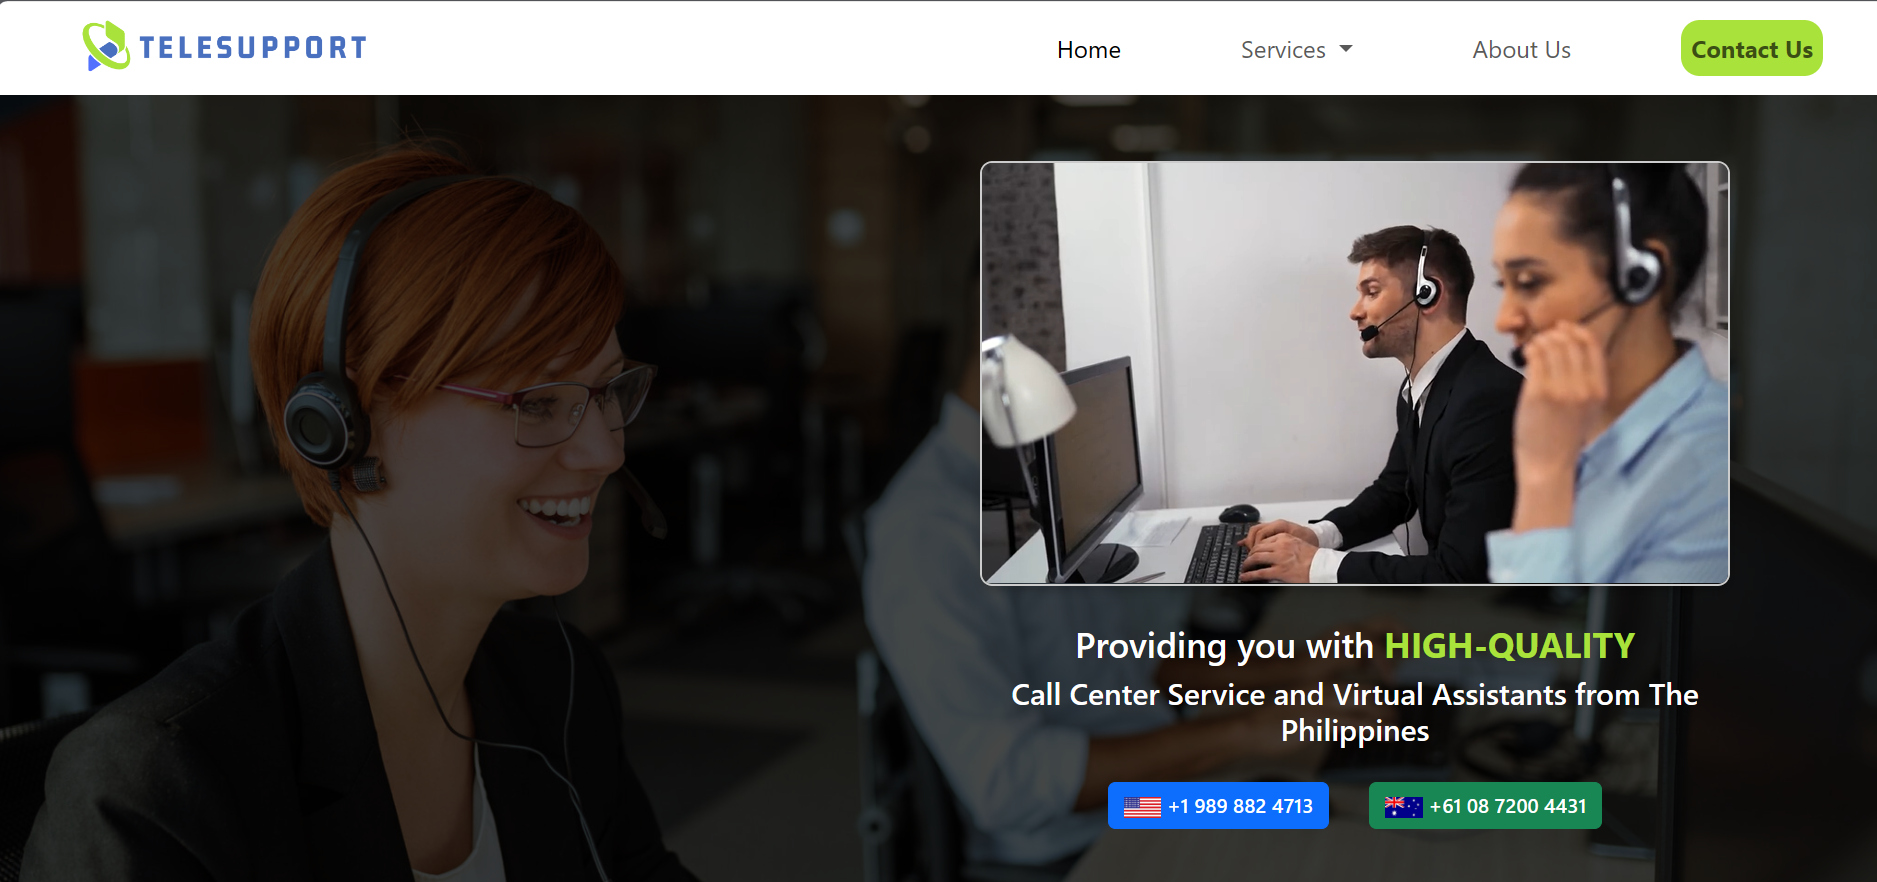 TELESUPPORT
Home
Services
About Us
Contact Us
Providing you with HIGH-QUALITY
Call Center Service and Virtual Assistants from The
Philippines
+1 989 882 4713
+61 08 7200 4431